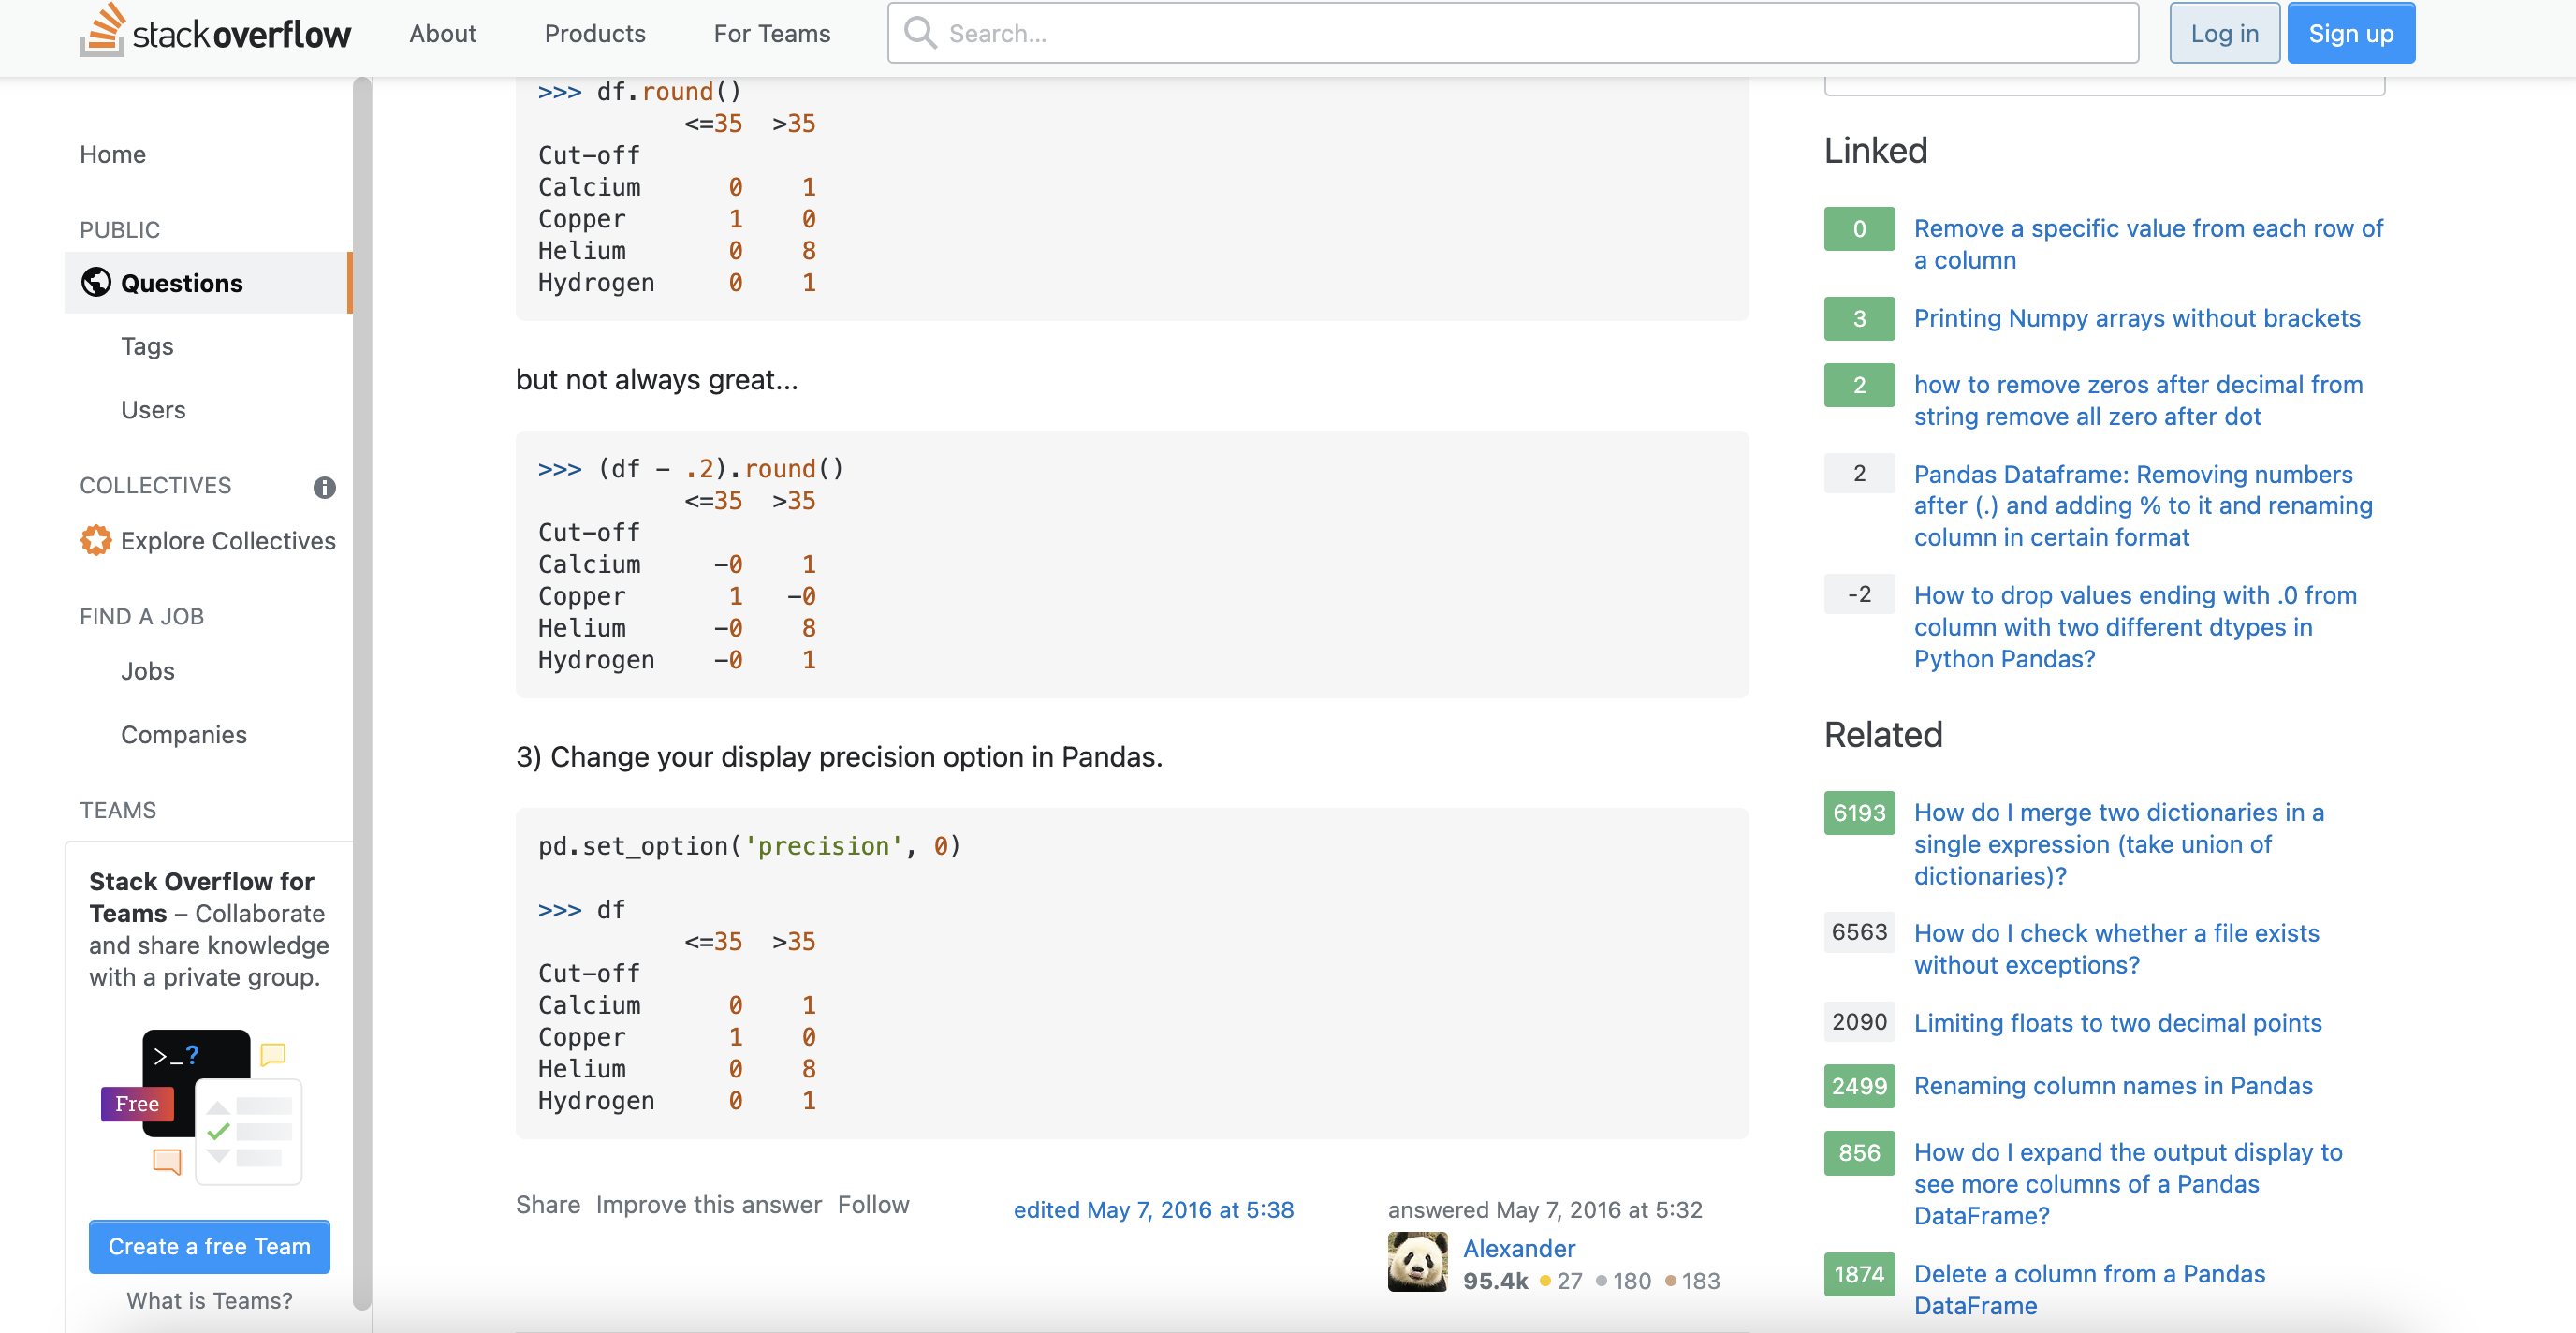 stackoverflow
About Products For Teams Search... Log in Sign up
Home
PUBLIC
Questions
Tags
Users
COLLECTIVES
Explore Collectives
FIND A JOB
Jobs
Companies
TEAMS
Stack Overflow for
Teams – Collaborate
and share knowledge
with a private group.
>_?
Free
Create a free Team
What is Teams?
>>> df.round()
<=35 >35
Cut-off
Calcium 0 1
Copper 1 0
Helium 0 8
Hydrogen 0 1
but not always great...
>>> (df - .2).round()
<=35 >35
Cut-off
Calcium -0 1
Copper 1 -0
Helium -0 8
Hydrogen -0 1
3) Change your display precision option in Pandas.
pd.set_option('precision', 0)
>>> df
<=35 >35
Cut-off
Calcium 0 1
Copper 1 0
Helium 0 8
Hydrogen 0 1
Share Improve this answer Follow
edited May 7, 2016 at 5:38
answered May 7, 2016 at 5:32
Alexander
95.4k 27 180 183
Linked
0 Remove a specific value from each row of
a column
3 Printing Numpy arrays without brackets
2 how to remove zeros after decimal from
string remove all zero after dot
2 Pandas Dataframe: Removing numbers
after (.) and adding % to it and renaming
column in certain format
-2 How to drop values ending with .0 from
column with two different dtypes in
Python Pandas?
Related
6193 How do I merge two dictionaries in a
single expression (take union of
dictionaries)?
6563 How do I check whether a file exists
without exceptions?
2090 Limiting floats to two decimal points
2499 Renaming column names in Pandas
856 How do I expand the output display to
see more columns of a Pandas
DataFrame?
1874 Delete a column from a Pandas
DataFrame